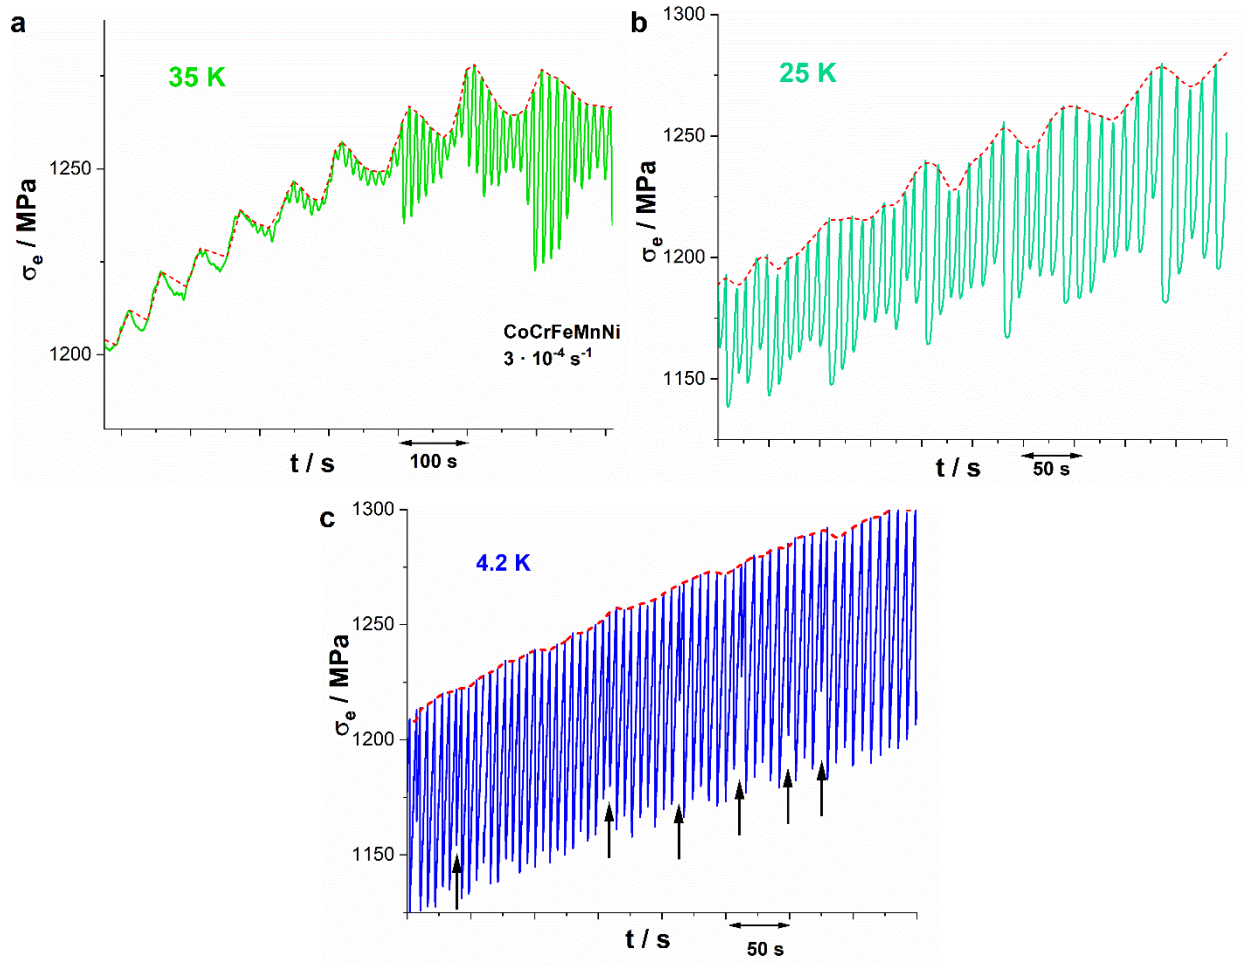 a
35 K
1250
1200
σe / MPa
CoCrFeMnNi
3 · 10-4 s-1
100 s
t / s
b
25 K
1300
1250
1200
1150
σe / MPa
50 s
t / s
c
4.2 K
1300
1250
1200
1150
σe / MPa
50 s
t / s